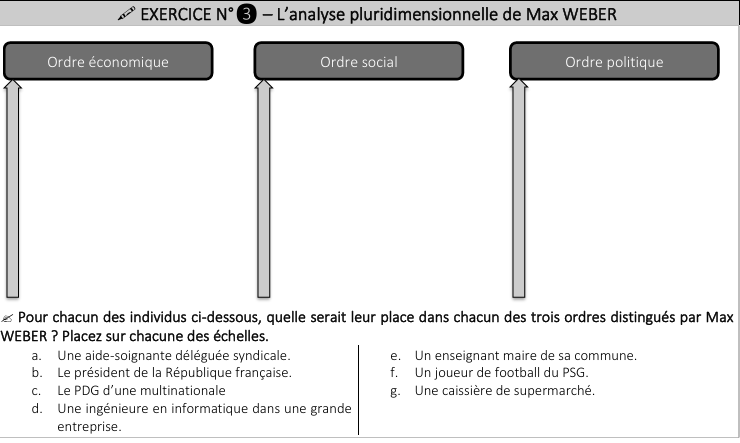 EXERCICE N° 3 – L’analyse pluridimensionnelle de Max WEBER
Ordre économique
Ordre social
Ordre politique
Pour chacun des individus ci-dessous, quelle serait leur place dans chacun des trois ordres distingués par Max
WEBER ? Placez sur chacune des échelles.
a. Une aide-soignante déléguée syndicale.
b. Le président de la République française.
c. Le PDG d’une multinationale
d. Une ingénieure en informatique dans une grande
entreprise.
e. Un enseignant maire de sa commune.
f. Un joueur de football du PSG.
g. Une caissière de supermarché.